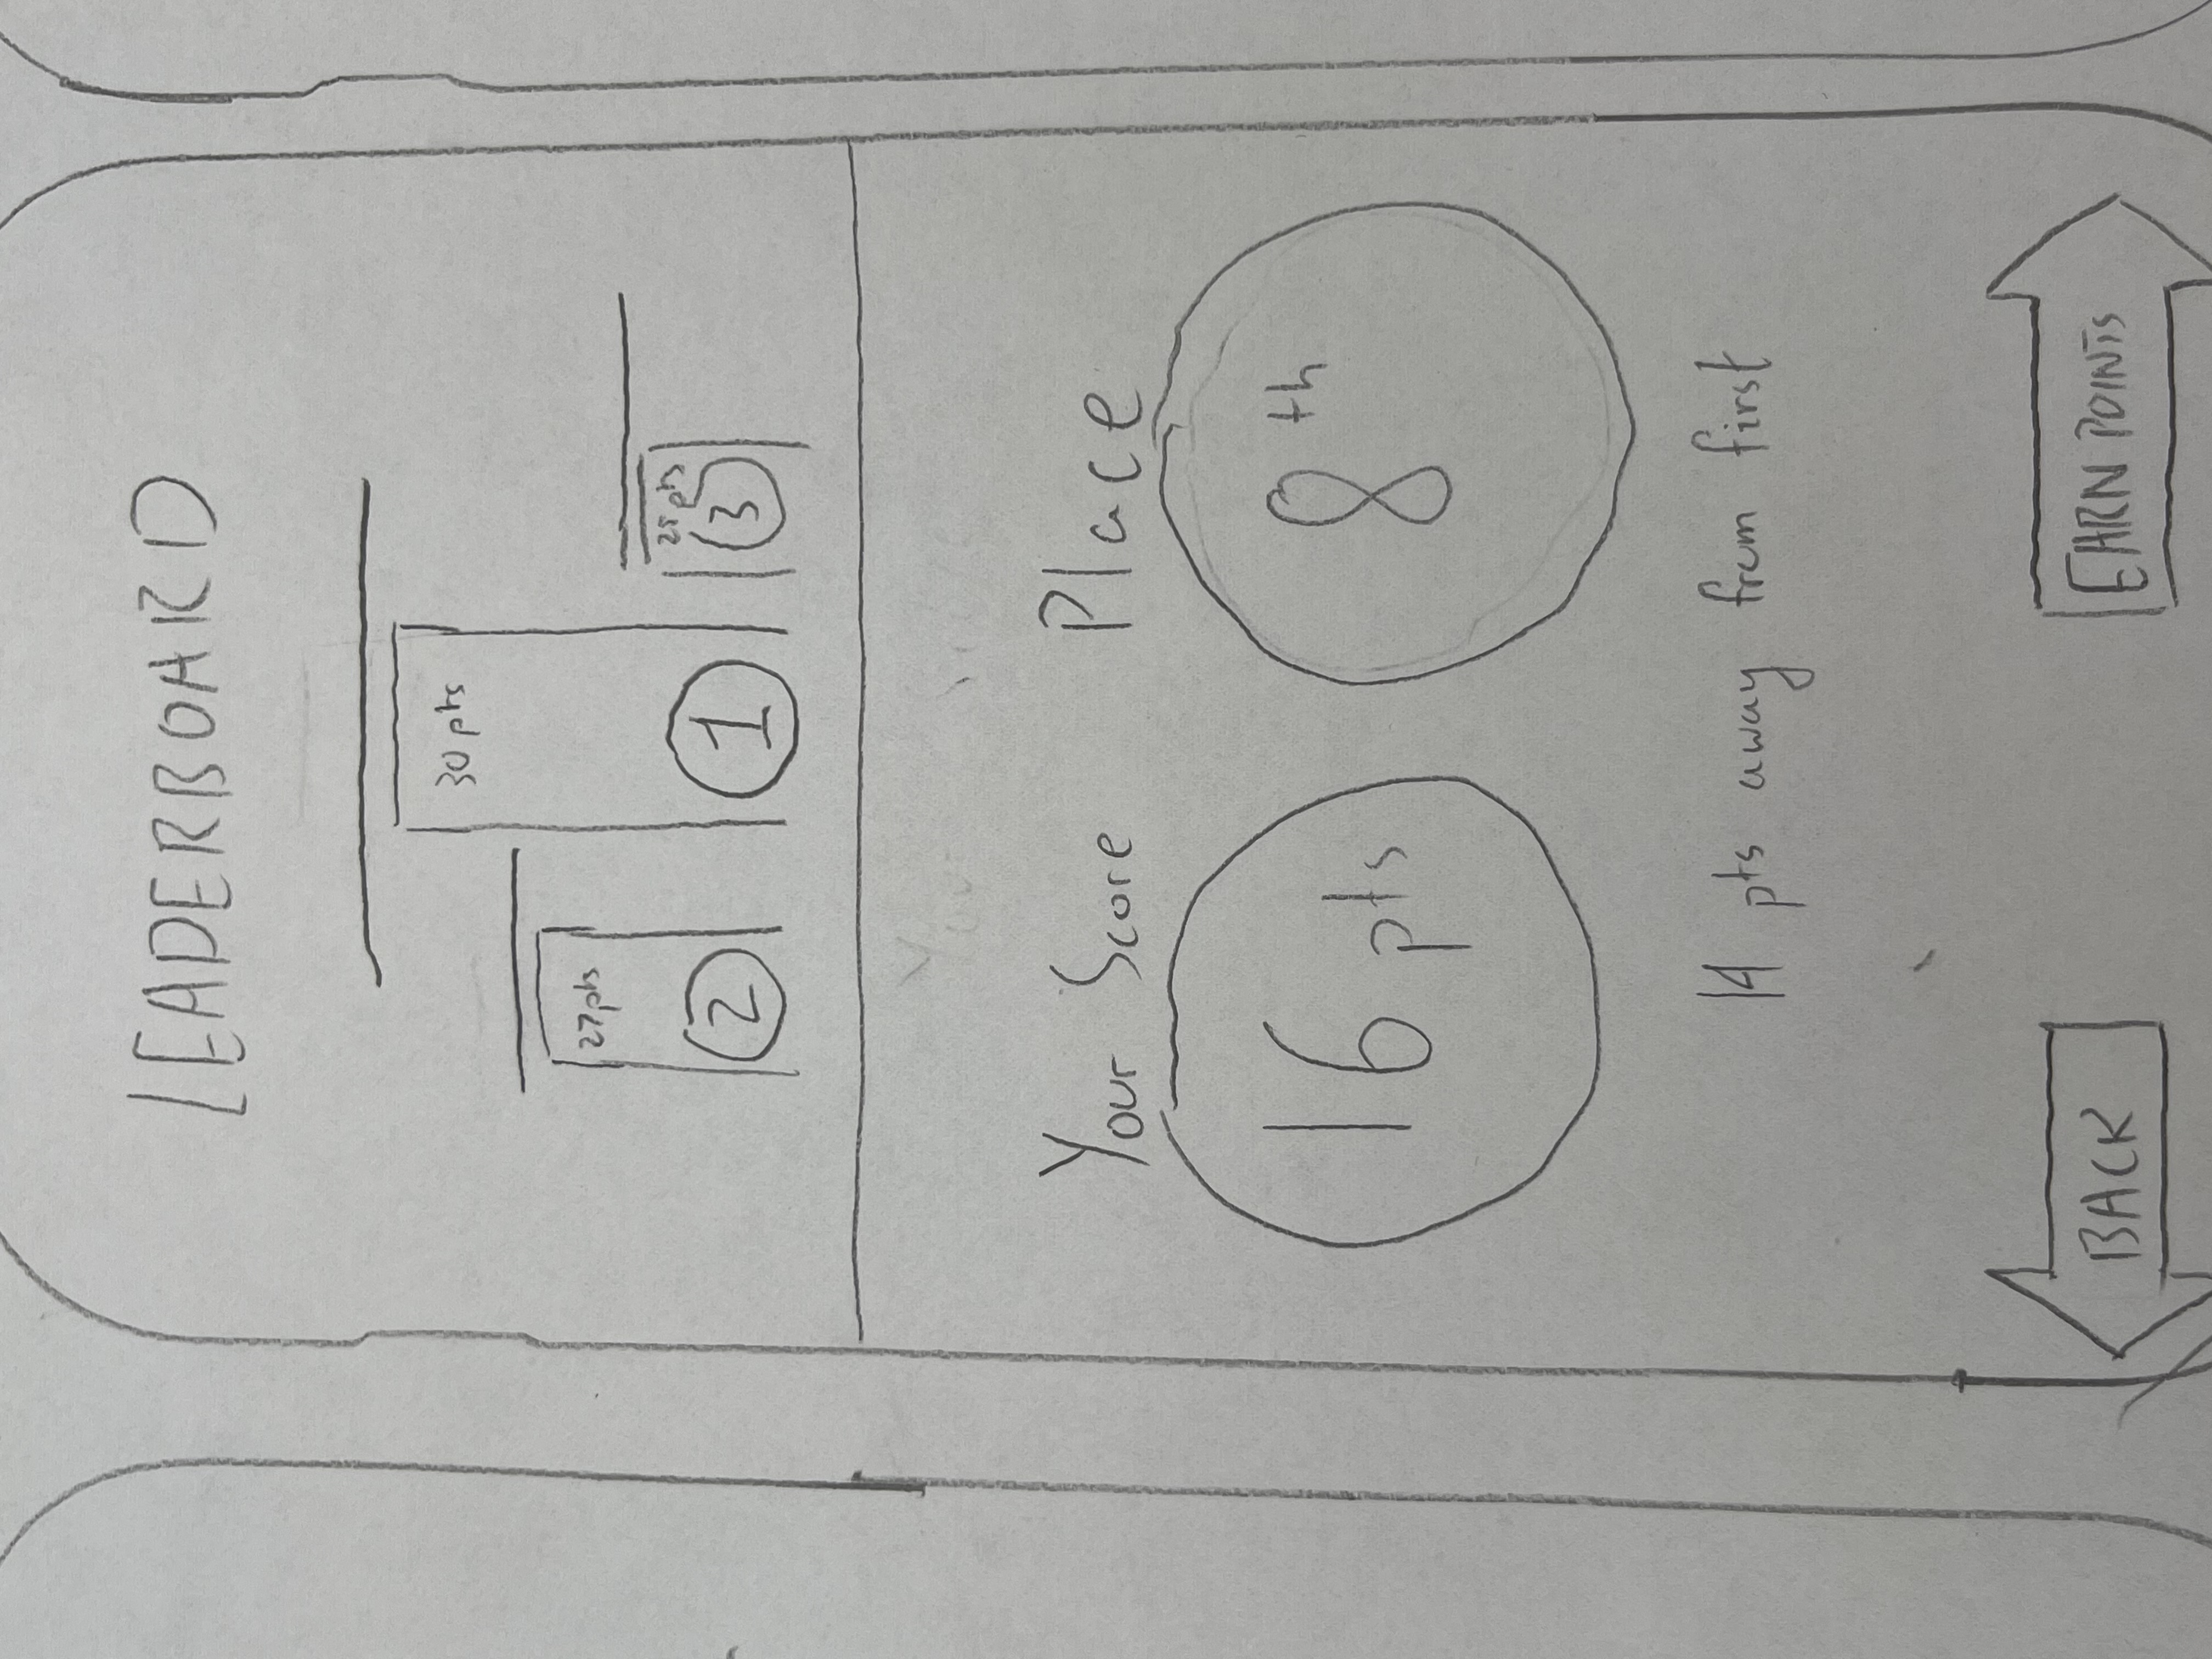 LEADERBOARD
30 pts
27pts
25 pts
2
1
3
Your Score
Place
16 pts
8th
14 pts away from first
BACK
EARN POINTS